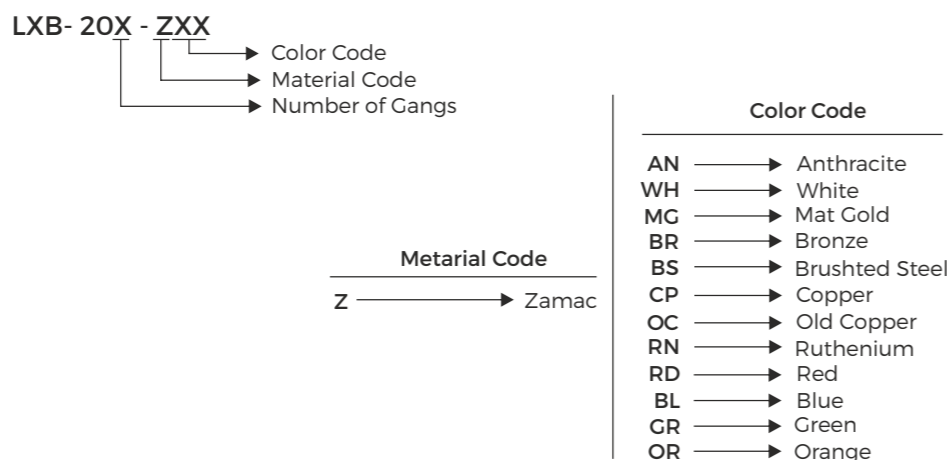 LXB- 20X - ZXX
Color Code
Material Code
Number of Gangs
Metarial Code
Z Zamac
Color Code
AN Anthracite
WH White
MG Mat Gold
BR Bronze
BS Brushted Steel
CP Copper
OC Old Copper
RN Ruthenium
RD Red
BL Blue
GR Green
OR Orange